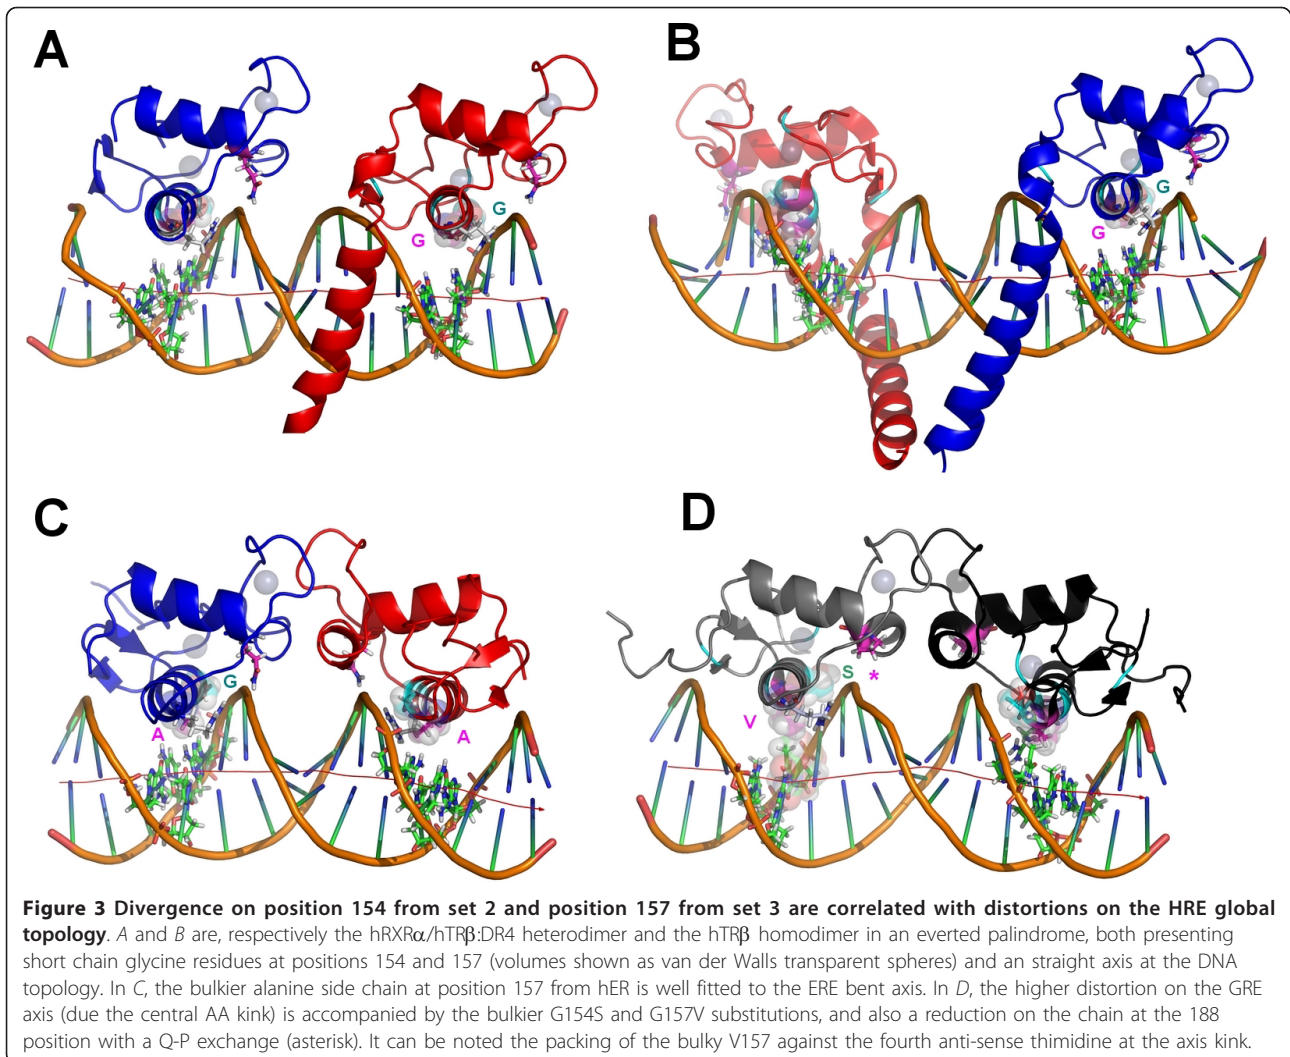 A
B
G
G
G
G
C
D
G
A
A
S
*
V
Figure 3 Divergence on position 154 from set 2 and position 157 from set 3 are correlated with distortions on the HRE global
topology. A and B are, respectively the hRXRα/hTRβ:DR4 heterodimer and the hTRβ homodimer in an everted palindrome, both presenting
short chain glycine residues at positions 154 and 157 (volumes shown as van der Walls transparent spheres) and an straight axis at the DNA
topology. In C, the bulkier alanine side chain at position 157 from hER is well fitted to the ERE bent axis. In D, the higher distortion on the GRE
axis (due the central AA kink) is accompanied by the bulkier G154S and G157V substitutions, and also a reduction on the chain at the 188
position with a Q-P exchange (asterisk). It can be noted the packing of the bulky V157 against the fourth anti-sense thimidine at the axis kink.